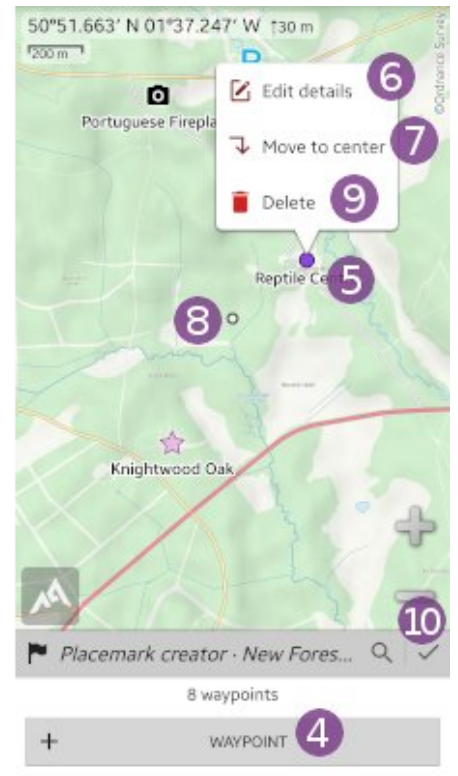 50°51.663’ N 01°37.247’ W ↑30 m
200 m
P
©Ordnance Survey
6
Edit details
Portuguese Firepla
7
Move to center
9
Delete
5
Reptile Cen
8
Knightwood Oak
+
10
Placemark creator · New Fores...
8 waypoints
+ WAYPOINT 4